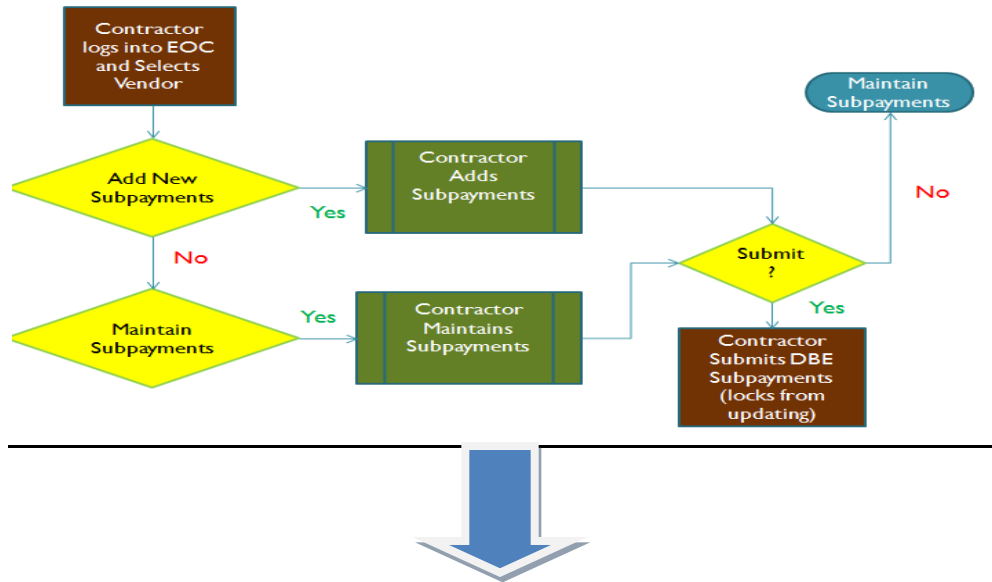 Contractor
logs into EOC
and Selects
Vendor
Maintain
Subpayments
Add New
Subpayments
Yes
Contractor
Adds
Subpayments
No
No
Submit
?
Maintain
Subpayments
Yes
Contractor
Maintains
Subpayments
Yes
Contractor
Submits DBE
Subpayments
(locks from
updating)